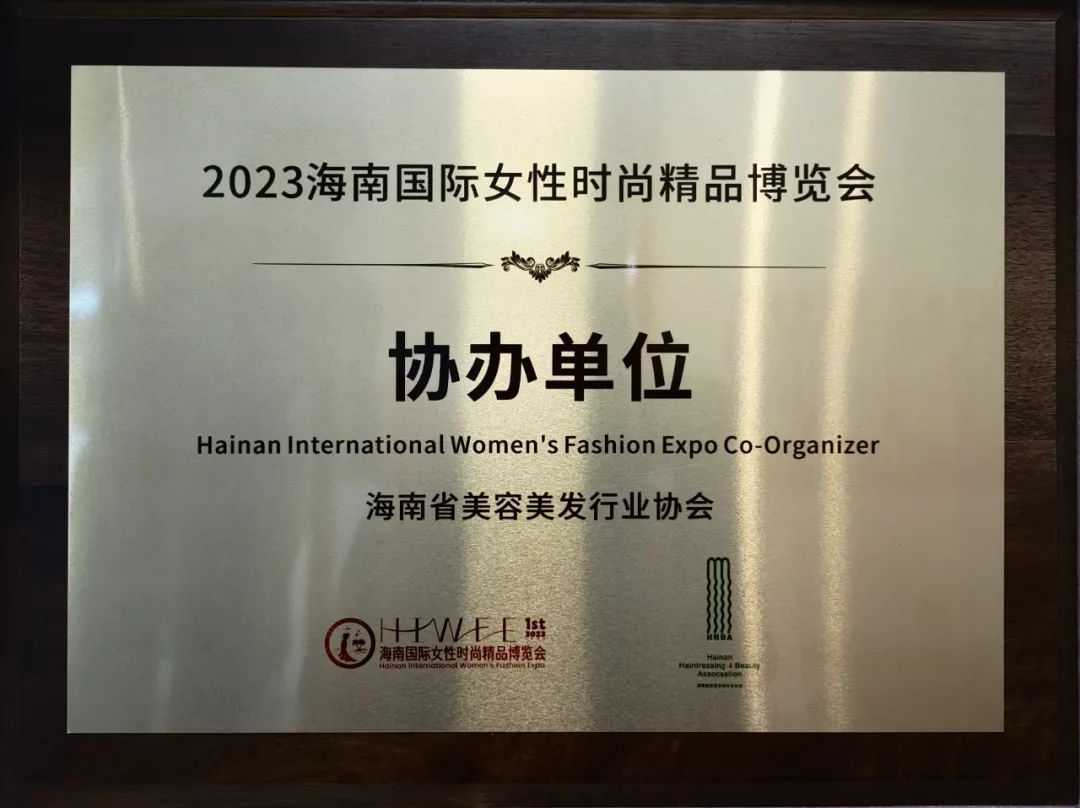 2023海南国际女性时尚精品博览会
协办单位
Hainan International Women's Fashion Expo Co-Organizer
海南省美容美发行业协会
HIWFE 1st
2023
海南国际女性时尚精品博览会
Hainan International Women's Fashion Expo
HHBA
Hainan
Hairdressing & Beauty
Assocsation